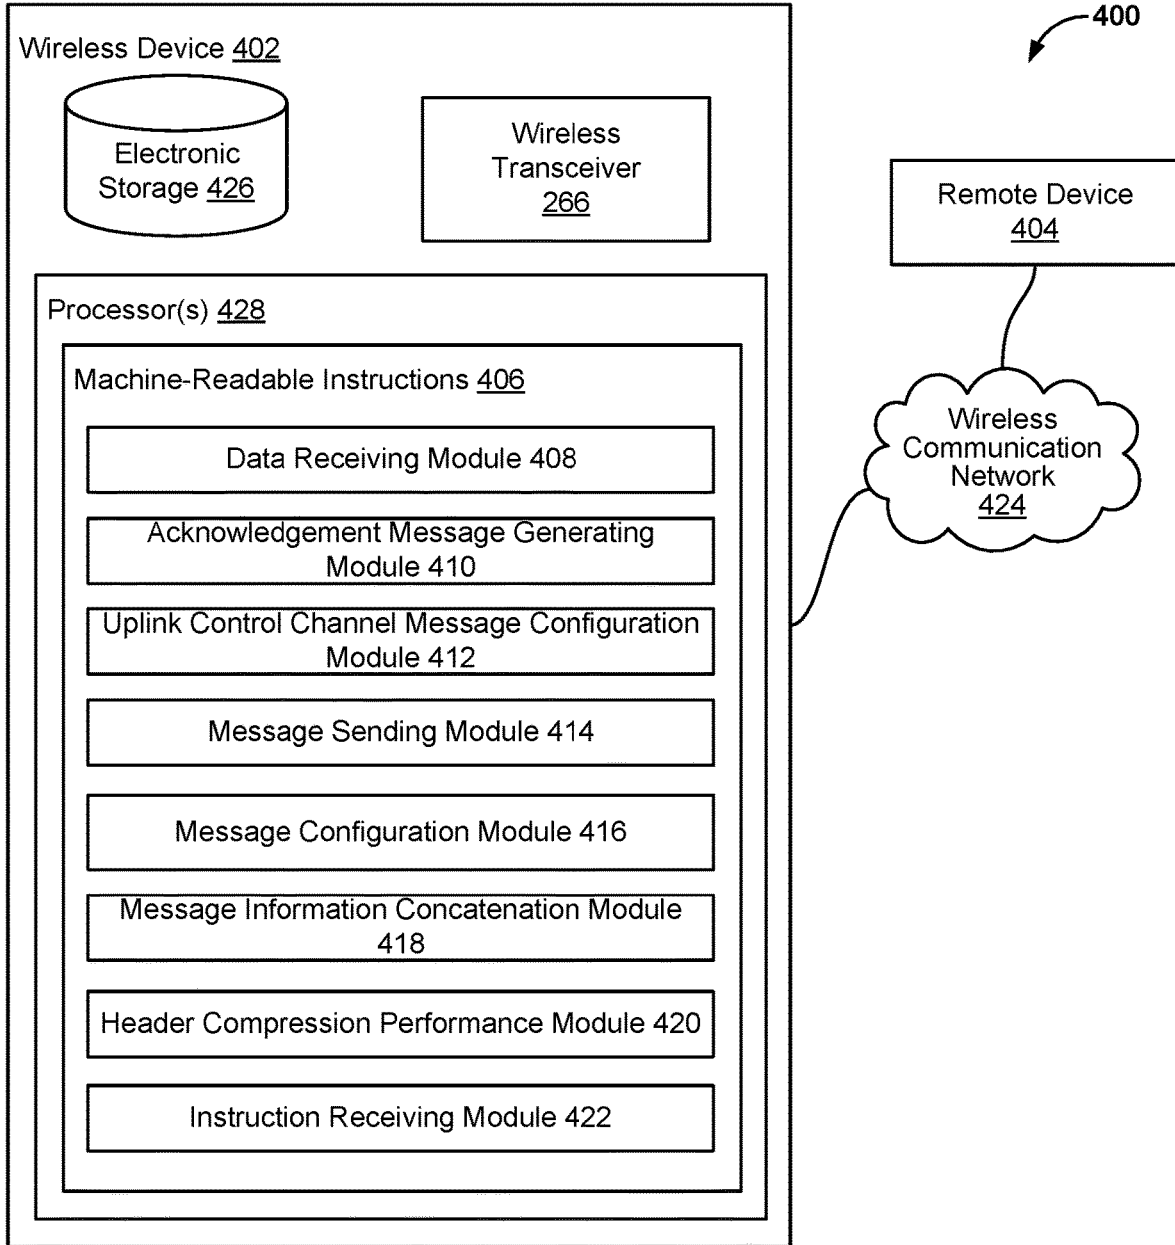 400
Wireless Device 402
Electronic
Storage 426
Wireless
Transceiver
266
Remote Device
404
Processor(s) 428
Machine-Readable Instructions 406
Data Receiving Module 408
Acknowledgement Message Generating
Module 410
Uplink Control Channel Message Configuration
Module 412
Message Sending Module 414
Message Configuration Module 416
Message Information Concatenation Module
418
Header Compression Performance Module 420
Instruction Receiving Module 422
Wireless
Communication
Network
424